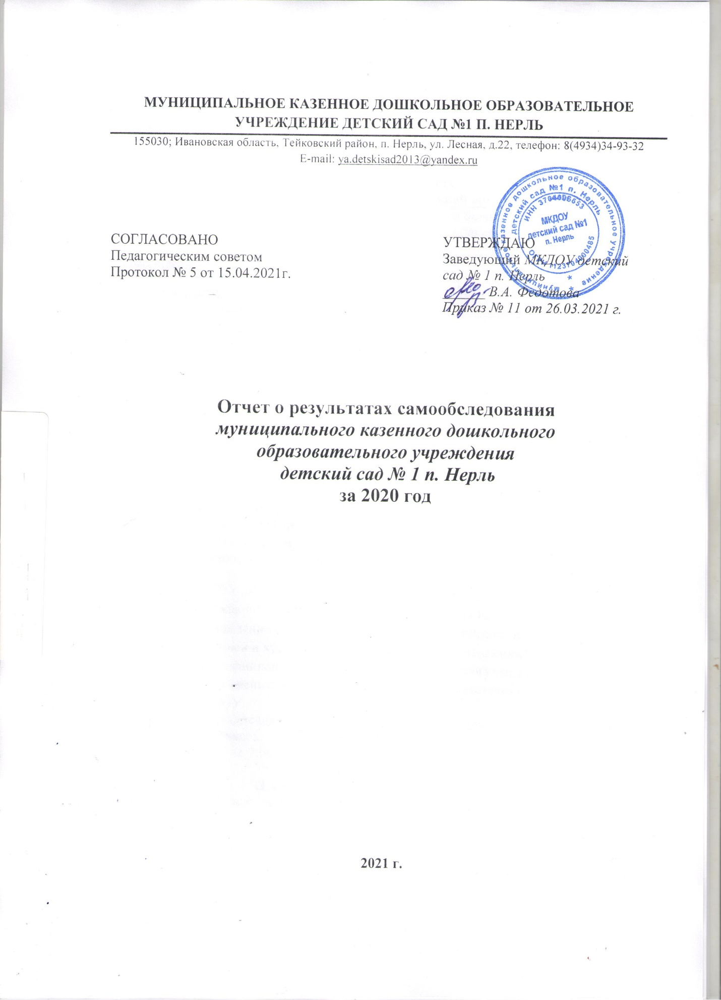 МУНИЦИПАЛЬНОЕ КАЗЕННОЕ ДОШКОЛЬНОЕ ОБРАЗОВАТЕЛЬНОЕ
УЧРЕЖДЕНИЕ ДЕТСКИЙ САД №1 П. НЕРЛЬ
155030; Ивановская область, Тейковский район, п. Нерль, ул. Лесная, д.22, телефон: 8(4934)34-93-32
E-mail: ya.detskisad2013@yandex.ru
СОГЛАСОВАНО
Педагогическим советом
Протокол № 5 от 15.04.2021г.
УТВЕРЖДАЮ
Заведующий МКДОУ детский
сад № 1 п. Нерль
В.А. Федотова
Приказ № 11 от 26.03.2021 г.
муниципальное казенное дошкольное образовательное учреждение
детский сад №1 п. Нерль
ИНН 3704006653
ОГРН 1123704000485
МКДОУ
детский сад №1
п. Нерль
Отчет о результатах самообследования
муниципального казенного дошкольного
образовательного учреждения
детский сад № 1 п. Нерль
за 2020 год
2021 г.